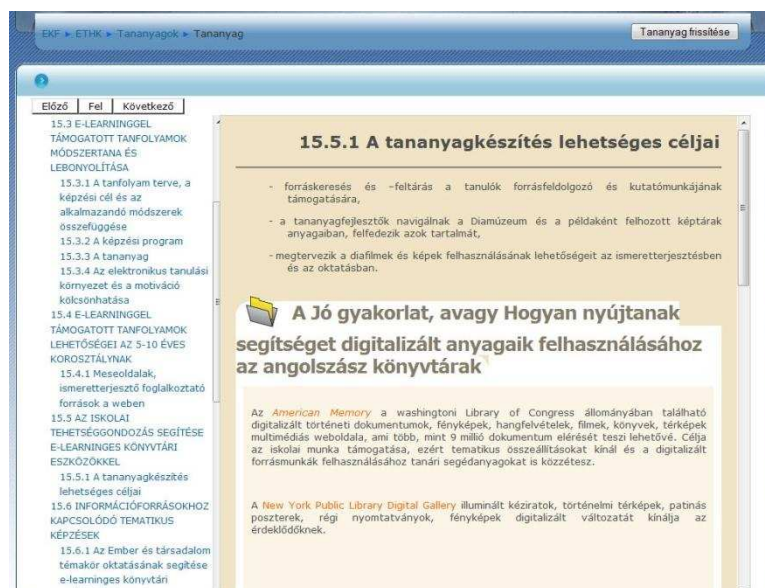 EKF ▸ ETHK ▸ Tananyagok ▸ Tananyag
Tananyag frissítése
Előző
Fel
Következő
15.3 E-LEARNINGGEL
TÁMOGATOTT TANFOLYAMOK
MÓDSZERTANA ÉS
LEBONYOLÍTÁSA
15.3.1 A tanfolyam terve, a
képzési cél és az
alkalmazandó módszerek
összefüggése
15.3.2 A képzési program
15.3.3 A tananyag
15.3.4 Az elektronikus tanulási
környezet és a motiváció
kölcsönhatása
15.4 E-LEARNINGGEL
TÁMOGATOTT TANFOLYAMOK
LEHETŐSÉGEI AZ 5-10 ÉVES
KOROSZTÁLYNAK
15.4.1 Meseoldalak,
ismeretterjesztő foglalkoztató
források a weben
15.5 AZ ISKOLAI
TEHETSÉGGONDOZÁS SEGÍTÉSE
E-LEARNINGES KÖNYVTÁRI
ESZKÖZÖKKEL
15.5.1 A tananyagkészítés
lehetséges céljai
15.6 INFORMÁCIÓFORRÁSOKHOZ
KAPCSOLÓDÓ TEMATIKUS
KÉPZÉSEK
15.6.1 Az Ember és társadalom
témakör oktatásának segítése
e-learninges könyvtári
15.5.1 A tananyagkészítés lehetséges céljai
- forráskeresés és –feltárás a tanulók forrásfeldolgozó és kutatómunkájának
támogatására,
- a tananyagfejlesztők navigálnak a Diamúzeum és a példaként felhozott képtárak
anyagaiban, felfedezik azok tartalmát,
- megtervezik a diafilmek és képek felhasználásának lehetőségeit az ismeretterjesztésben
és az oktatásban.
A Jó gyakorlat, avagy Hogyan nyújtanak
segítséget digitalizált anyagaik felhasználásához
az angolszász könyvtárak
Az American Memory a washingtoni Library of Congress állományában található
digitalizált történeti dokumentumok, fényképek, hangfelvételek, filmek, könyvek, térképek
multimédiás weboldala, ami több, mint 9 millió dokumentum elérését teszi lehetővé. Célja
az iskolai munka támogatása, ezért tematikus összeállításokat kínál és a digitalizált
forrásmunkák felhasználásához tanári segédanyagokat is közzétesz.
A New York Public Library Digital Gallery illuminált kéziratok, történelmi térképek, patinás
poszterek, régi nyomtatványok, fényképek digitalizált változatát kínálja az
érdeklődőknek.